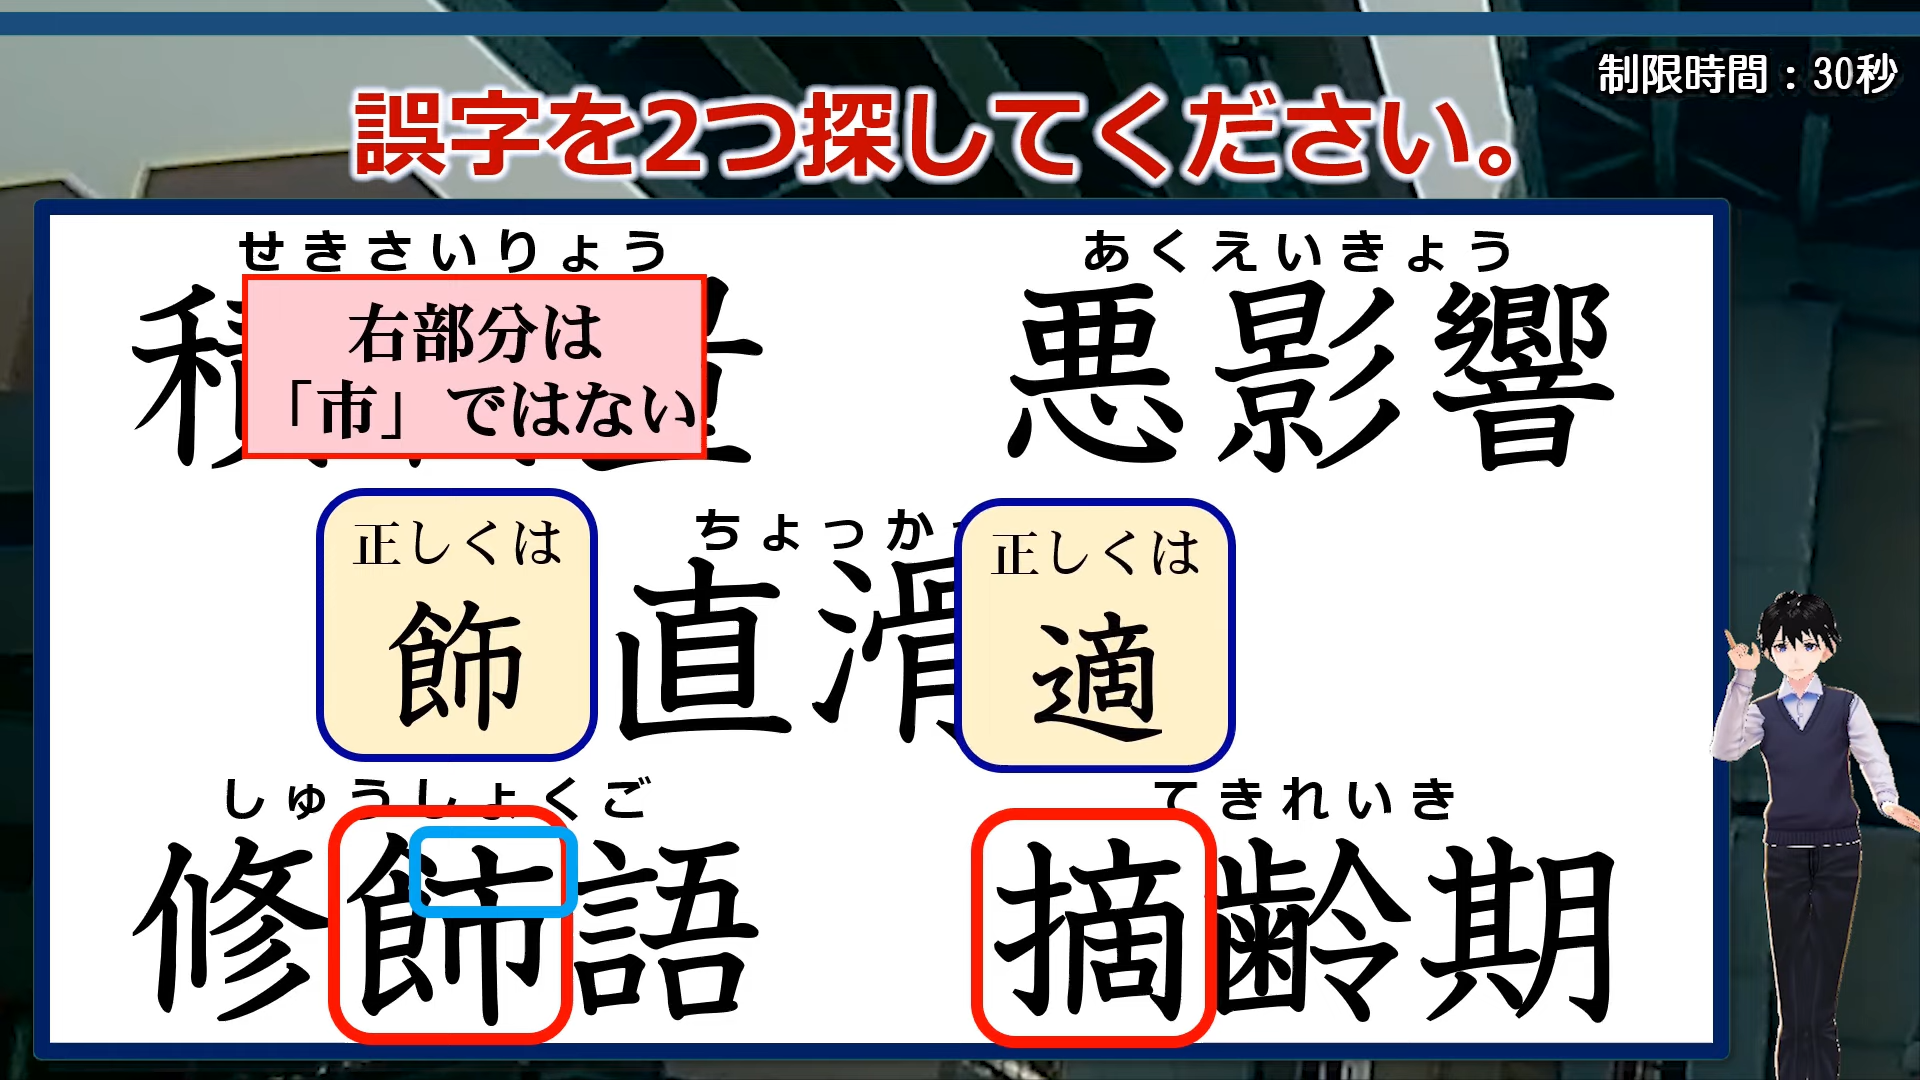 制限時間：30秒
誤字を2つ探してください。
せきさいりょう
あくえいきょう
右部分は
「市」ではない
悪影響
正しくは
飾
ちょっか
直滑
正しくは
適
しゅうしょくご
てきれいき
修飾語
摘齢期